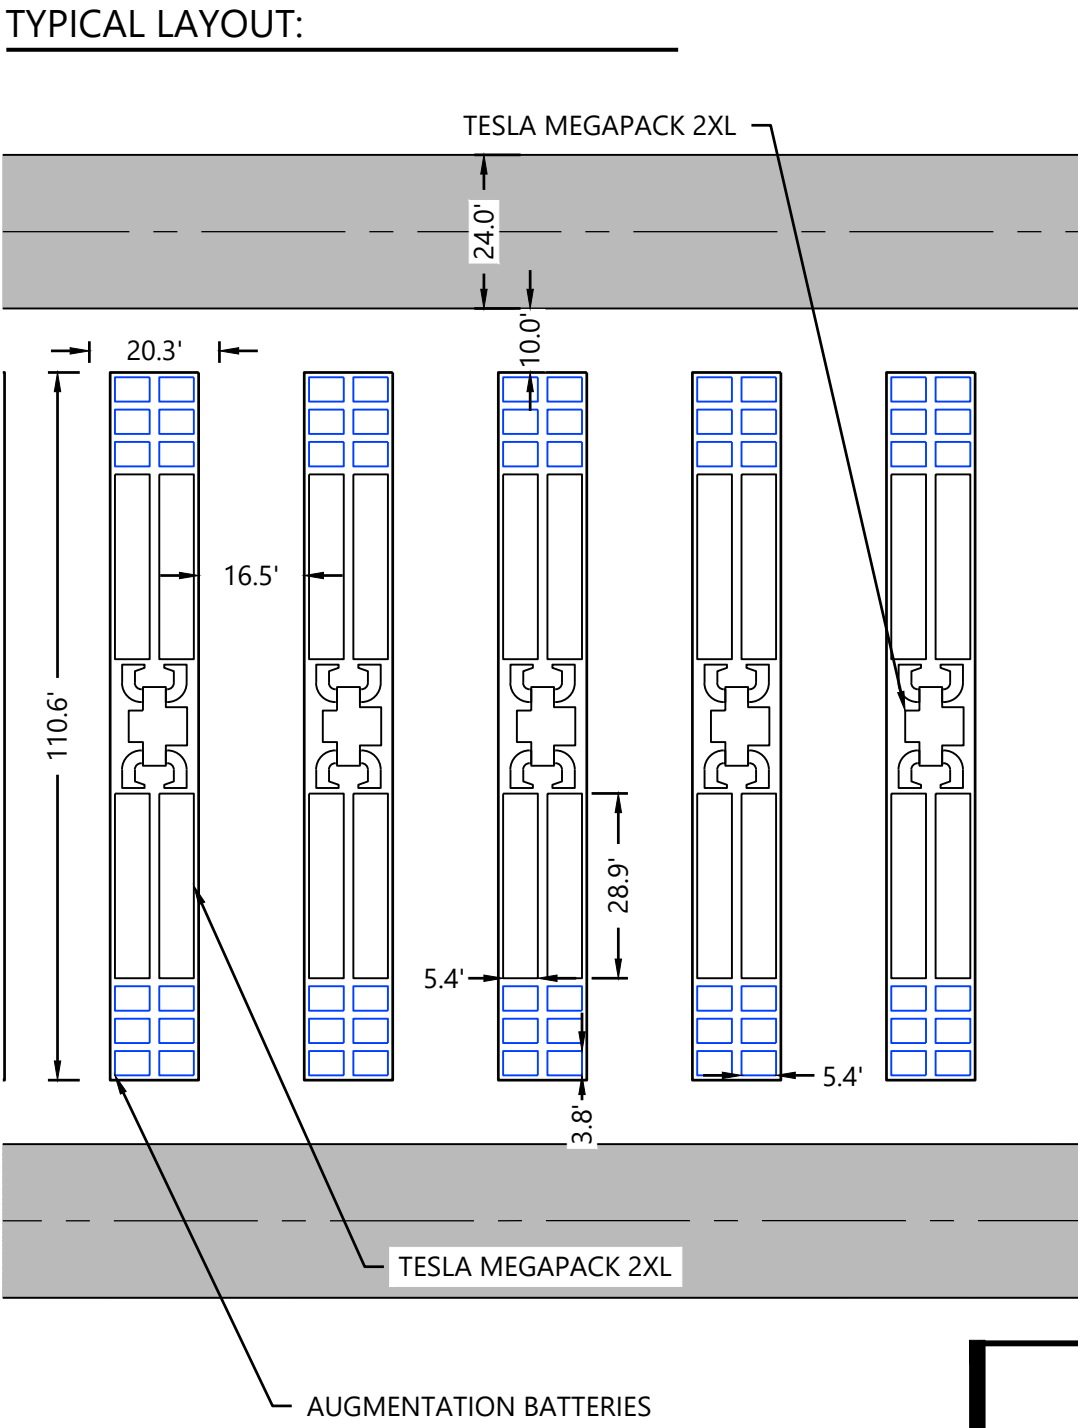 TYPICAL LAYOUT:
TESLA MEGAPACK 2XL
24.0'
10.0'
20.3'
16.5'
110.6'
28.9'
5.4'
5.4'
3.8'
TESLA MEGAPACK 2XL
AUGMENTATION BATTERIES